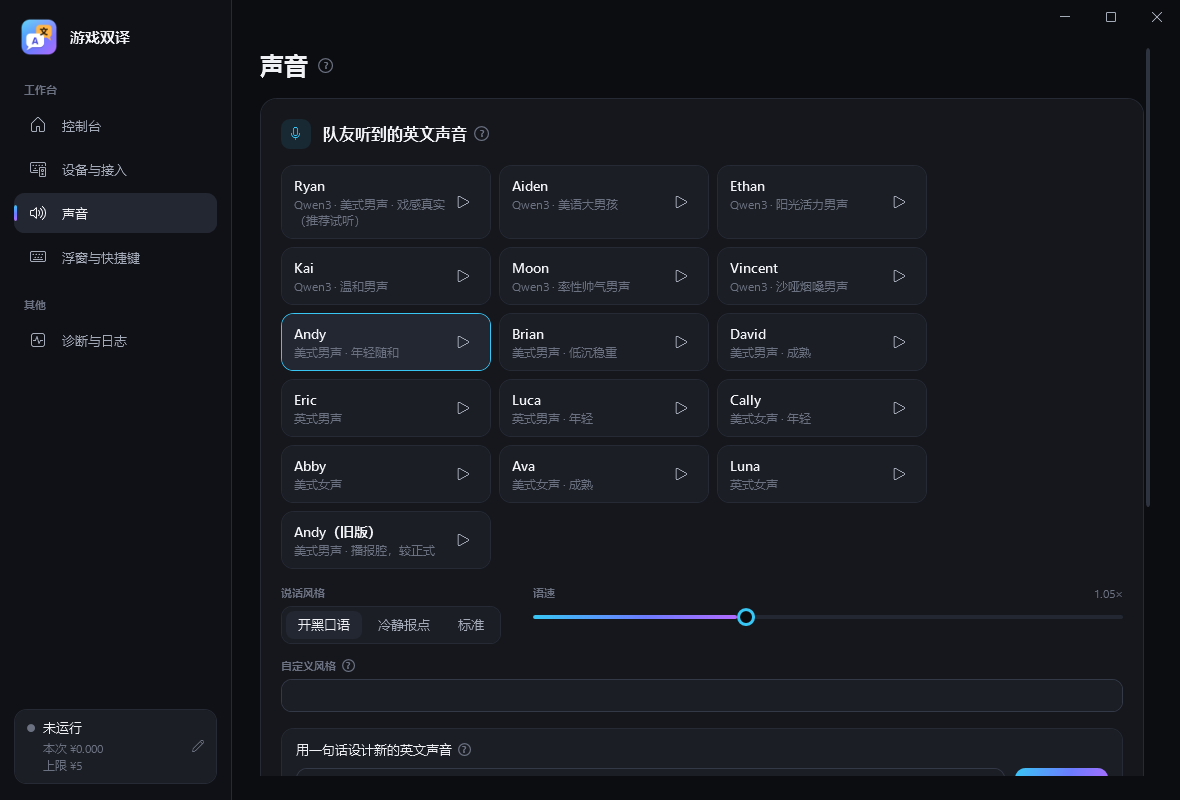 游戏双译
工作台
控制台
设备与接入
声音
浮窗与快捷键
其他
诊断与日志
未运行
本次 ¥0.000
上限 ¥5
声音
队友听到的英文声音
Ryan
Qwen3 · 美式男声 · 戏感真实
（推荐试听）
Aiden
Qwen3 · 美语大男孩
Ethan
Qwen3 · 阳光活力男声
Kai
Qwen3 · 温和男声
Moon
Qwen3 · 率性帅气男声
Vincent
Qwen3 · 沙哑烟嗓男声
Andy
美式男声 · 年轻随和
Brian
美式男声 · 低沉稳重
David
美式男声 · 成熟
Eric
英式男声
Luca
英式男声 · 年轻
Cally
美式女声 · 年轻
Abby
美式女声
Ava
美式女声 · 成熟
Luna
英式女声
Andy（旧版）
美式男声 · 播报腔，较正式
说话风格
开黑口语 冷静报点 标准
语速 1.05×
自定义风格
用一句话设计新的英文声音